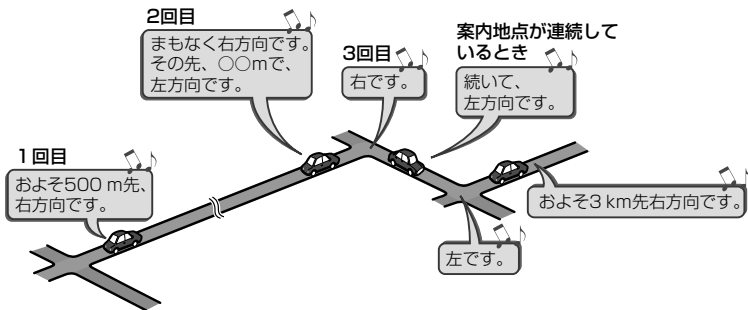 1回目
およそ500 m先、
右方向です。
2回目
まもなく右方向です。
その先、○○mで、
左方向です。
3回目
右です。
案内地点が連続して
いるとき
続いて、
左方向です。
左です。
およそ3 km先右方向です。